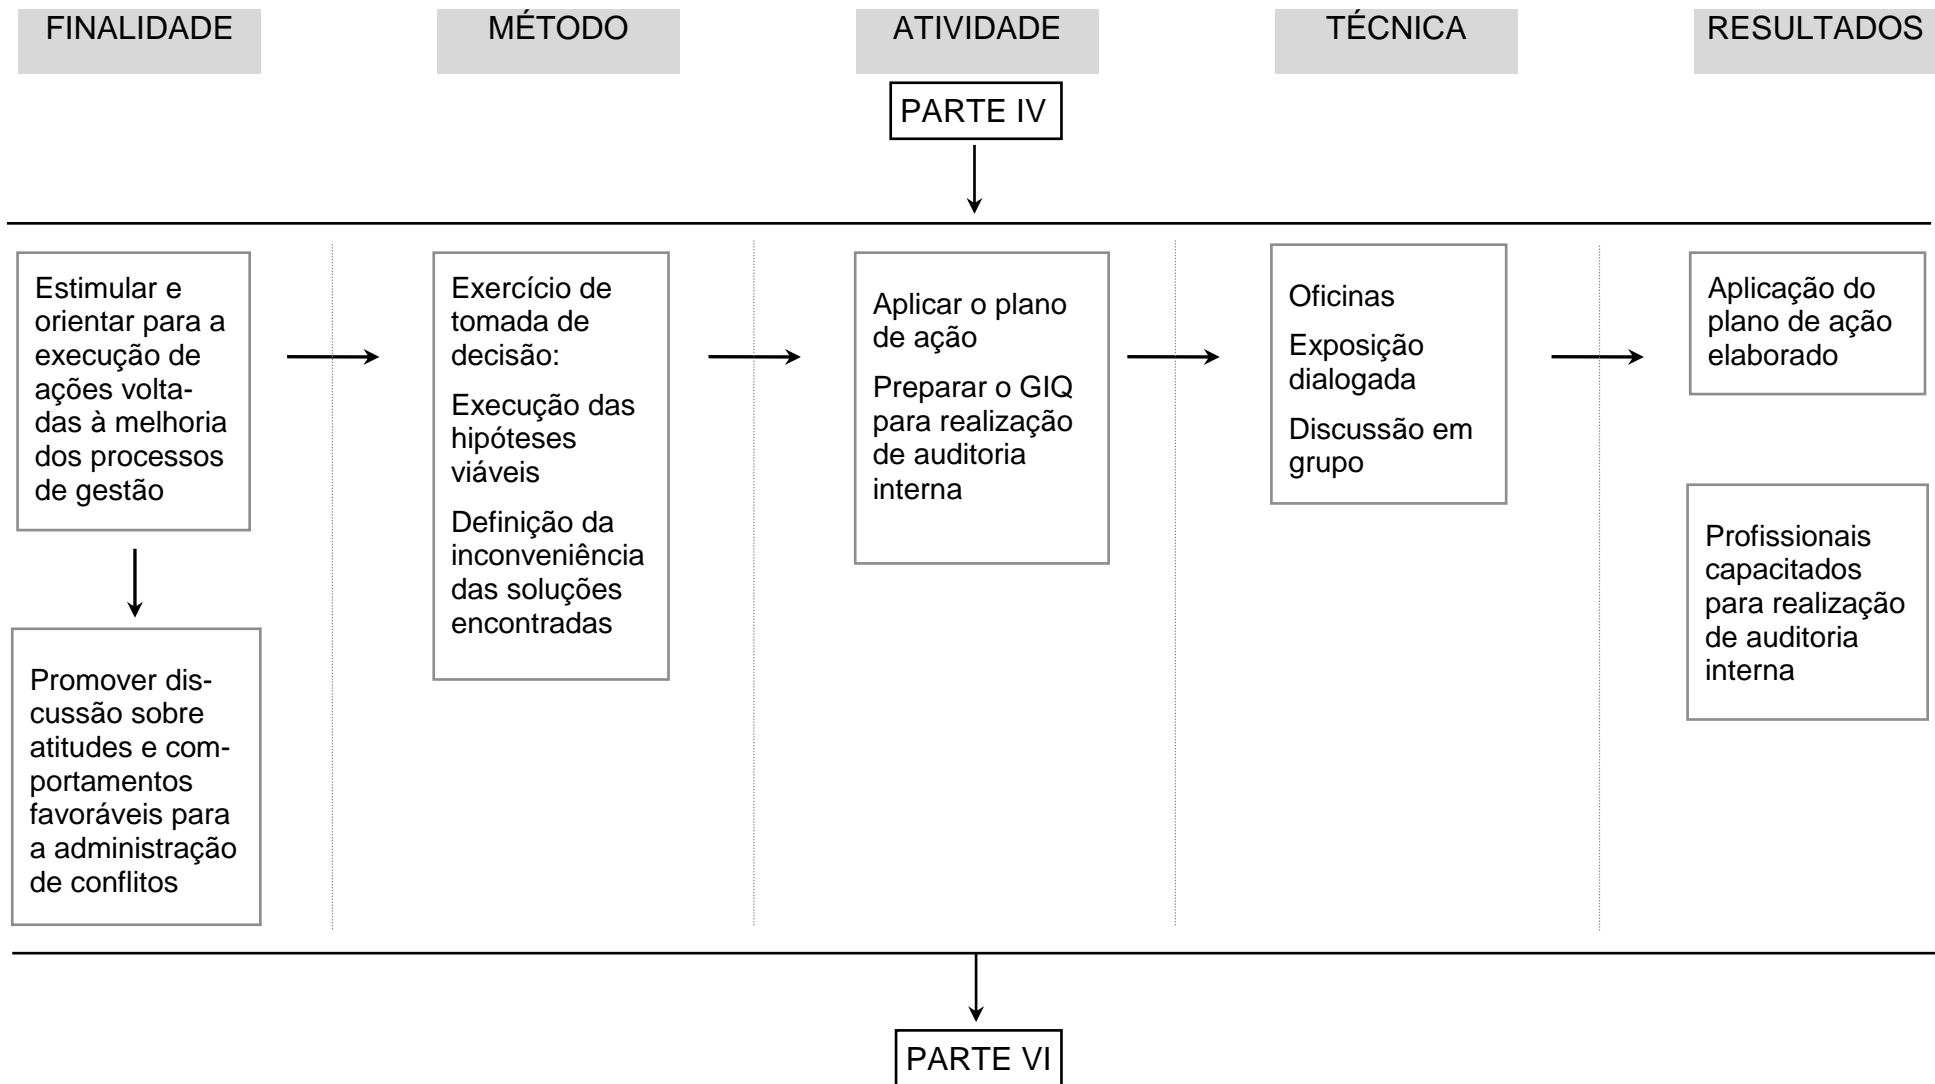 FINALIDADE
MÉTODO
ATIVIDADE
TÉCNICA
RESULTADOS
PARTE IV
Estimular e
orientar para a
execução de
ações volta-
das à melhoria
dos processos
de gestão
Promover dis-
cussão sobre
atitudes e com-
portamentos
favoráveis para
a administração
de conflitos
Exercício de
tomada de
decisão:
Execução das
hipóteses
viáveis
Definição da
inconveniência
das soluções
encontradas
Aplicar o plano
de ação
Preparar o GIQ
para realização
de auditoria
interna
Oficinas
Exposição
dialogada
Discussão em
grupo
Aplicação do
plano de ação
elaborado
Profissionais
capacitados
para realização
de auditoria
interna
PARTE VI